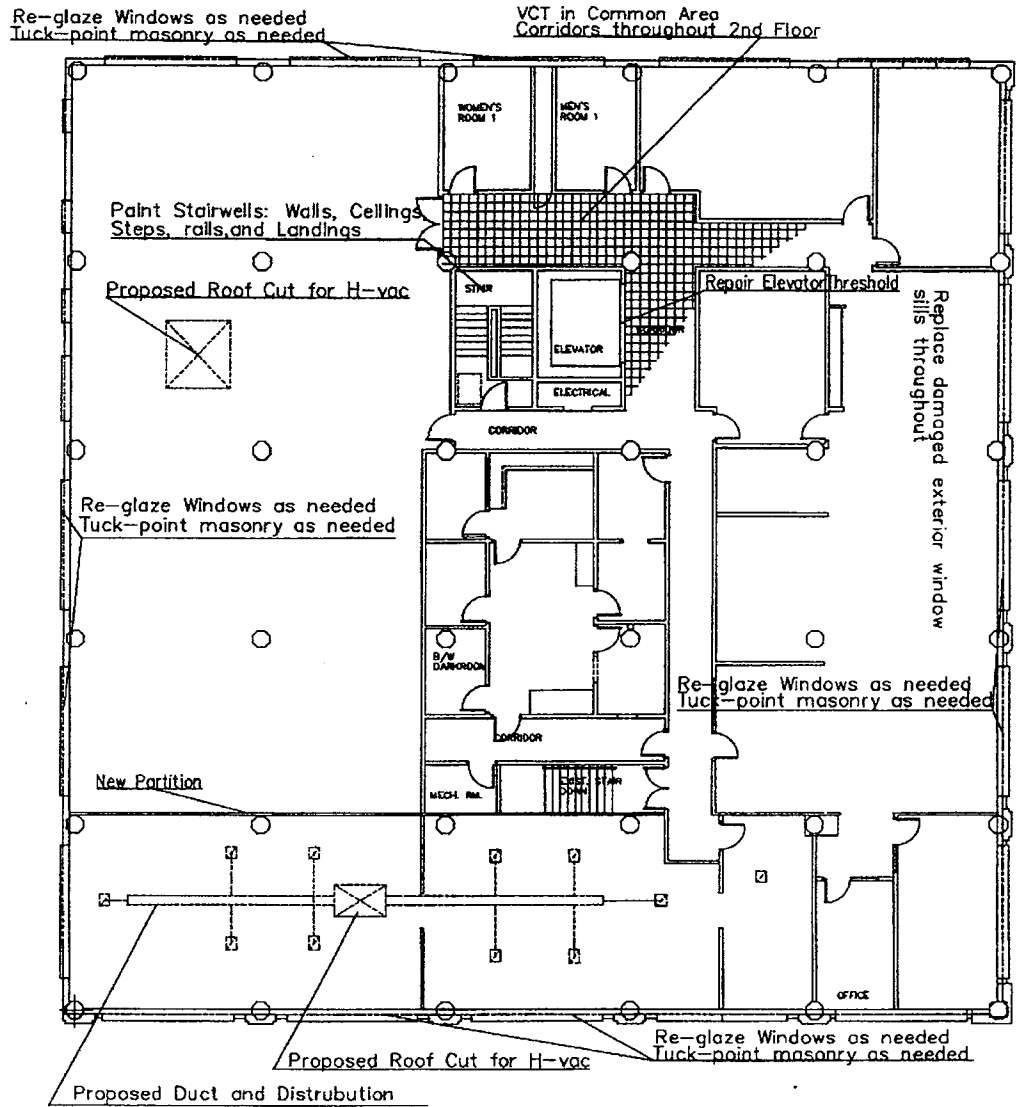 Re-glaze Windows as needed
Tuck-point masonry as needed
VCT in Common Area
Corridors throughout 2nd Floor
WOMEN'S
ROOM 1
MEN'S
ROOM 1
Paint Stairwells: Walls, Ceilings
Steps, rails,and Landings
Proposed Roof Cut for H-vac
STAIR
ELEVATOR
ELECTRICAL
Repair Elevator threshold
CORRIDOR
Replace damaged exterior window
sills throughout
CORRIDOR
Re-glaze Windows as needed
Tuck-point masonry as needed
B/W
DARKROOM
Re-glaze Windows as needed
Tuck-point masonry as needed
CORRIDOR
New Partition
MECH. RM.
EXIST. STAIR
DOWN
OFFICE
Proposed Roof Cut for H-vac
Re-glaze Windows as needed
Tuck-point masonry as needed
Proposed Duct and Distrubution